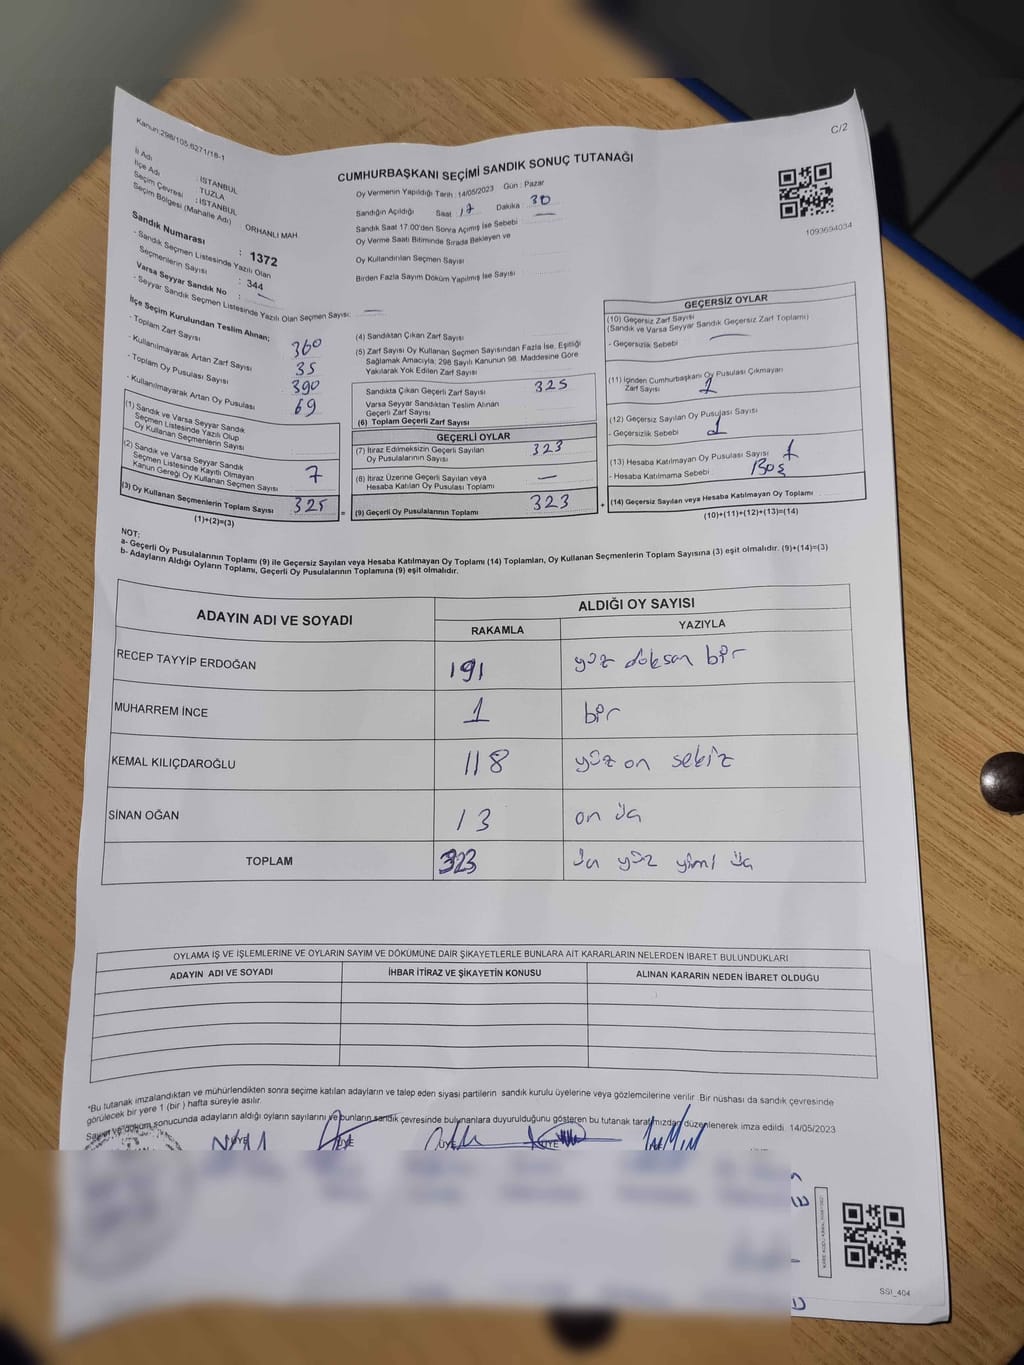 Kanun:298/105;6271/18-1
C/2
CUMHURBAŞKANI SEÇİMİ SANDIK SONUÇ TUTANAĞI
İl Adı : İSTANBUL
İlçe Adı : TUZLA
Seçim Çevresi : İSTANBUL
Seçim Bölgesi (Mahalle Adı) ORHANLI MAH.
Sandık Numarası : 1372
- Sandık Seçmen Listesinde Yazılı Olan
Seçmenlerin Sayısı : 344
Varsa Seyyar Sandık No : —
- Seyyar Sandık Seçmen Listesinde Yazılı Olan Seçmen Sayısı: —
Oy Vermenin Yapıldığı Tarih :14/05/2023 Gün : Pazar
Sandığın Açıldığı Saat 17 Dakika 30
Sandık Saat 17.00'den Sonra Açımış İse Sebebi —
Oy Verme Saati Bitiminde Sırada Bekleyen ve
Oy Kullandırılan Seçmen Sayısı
Birden Fazla Sayım Döküm Yapılmış İse Sayısı
1093694034
İlçe Seçim Kurulundan Teslim Alınan;
- Toplam Zarf Sayısı 360
- Kullanılmayarak Artan Zarf Sayısı 35
- Toplam Oy Pusulası Sayısı 390
- Kullanılmayarak Artan Oy Pusulası 69
(1) Sandık ve Varsa Seyyar Sandık
Seçmen Listesinde Yazılı Olup
Oy Kullanan Seçmenlerin Sayısı
(2) Sandık ve Varsa Seyyar Sandık
Seçmen Listesinde Kayıtlı Olmayan
Kanun Gereği Oy Kullanan Seçmen Sayısı 7
(3) Oy Kullanan Seçmenlerin Toplam Sayısı 325 =
(1)+(2)=(3)
(4) Sandıktan Çıkan Zarf Sayısı
(5) Zarf Sayısı Oy Kullanan Seçmen Sayısından Fazla İse, Eşitliği
Sağlamak Amacıyla; 298 Sayılı Kanunun 98. Maddesine Göre
Yakılarak Yok Edilen Zarf Sayısı
Sandıkta Çıkan Geçerli Zarf Sayısı 325
Varsa Seyyar Sandıktan Teslim Alınan
Geçerli Zarf Sayısı
(6) Toplam Geçerli Zarf Sayısı
GEÇERLİ OYLAR
(7) İtiraz Edilmeksizin Geçerli Sayılan
Oy Pusulalarının Sayısı 323
(8) İtiraz Üzerine Geçerli Sayılan veya
Hesaba Katılan Oy Pusulası Toplamı —
(9) Geçerli Oy Pusulalarının Toplamı 323 +
GEÇERSİZ OYLAR
(10) Geçersiz Zarf Sayısı
(Sandık ve Varsa Seyyar Sandık Geçersiz Zarf Toplamı)
- Geçersizlik Sebebi —
(11) İçinden Cumhurbaşkanı Oy Pusulası Çıkmayan
Zarf Sayısı 1
(12) Geçersiz Sayılan Oy Pusulası Sayısı
- Geçersizlik Sebebi 1
(13) Hesaba Katılmayan Oy Pusulası Sayısı
- Hesaba Katılmama Sebebi Boş
(14) Geçersiz Sayılan veya Hesaba Katılmayan Oy Toplamı
(10)+(11)+(12)+(13)=(14)
NOT:
a- Geçerli Oy Pusulalarının Toplamı (9) ile Geçersiz Sayılan veya Hesaba Katılmayan Oy Toplamı (14) Toplamları, Oy Kullanan Seçmenlerin Toplam Sayısına (3) eşit olmalıdır. (9)+(14)=(3)
b- Adayların Aldığı Oyların Toplamı, Geçerli Oy Pusulalarının Toplamına (9) eşit olmalıdır.
ADAYIN ADI VE SOYADI ALDIĞI OY SAYISI
RAKAMLA YAZIYLA
RECEP TAYYİP ERDOĞAN 191 yüz doksan bir
MUHARREM İNCE 1 bir
KEMAL KILIÇDAROĞLU 118 yüz on sekiz
SİNAN OĞAN 13 on üç
TOPLAM 323 üç yüz yimi üç
OYLAMA İŞ VE İŞLEMLERİNE VE OYLARIN SAYIM VE DÖKÜMÜNE DAİR ŞİKAYETLERLE BUNLARA AİT KARARLARIN NELERDEN İBARET BULUNDUKLARI
ADAYIN ADI VE SOYADI İHBAR İTİRAZ VE ŞİKAYETİN KONUSU ALINAN KARARIN NEDEN İBARET OLDUĞU
*Bu tutanak imzalandıktan ve mühürlendikten sonra seçime katılan adayların ve talep eden siyasi partilerin sandık kurulu üyelerine veya gözlemcilerine verilir. Bir nüshası da sandık çevresinde
görülecek bir yere 1 (bir) hafta süreyle asılır.
Sayım ve döküm sonucunda adayların aldığı oyların sayılarını ve bunların sandık çevresinde bulunanlara duyurulduğunu gösteren bu tutanak tarafımızdan düzenlenerek imza edildi. 14/05/2023
ÜYE ÜYE ÜYE ÜYE
SSI_404